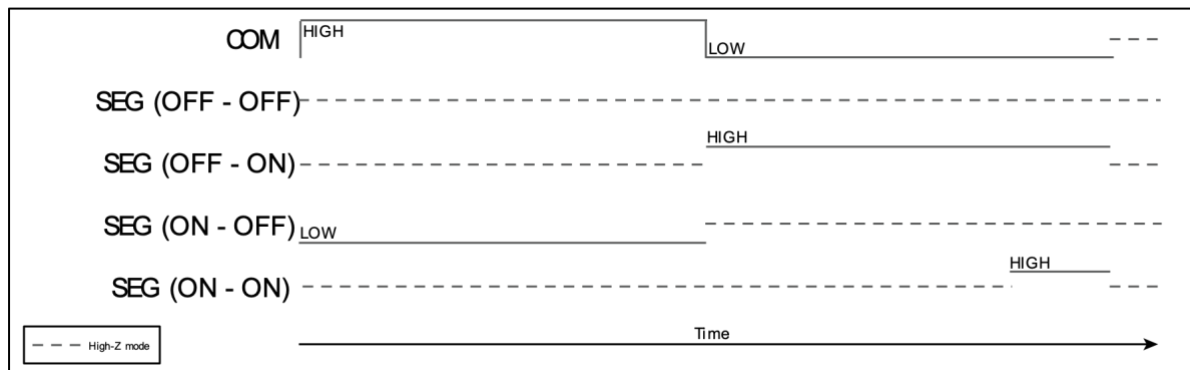 COM HIGH LOW
SEG (OFF - OFF)
SEG (OFF - ON) HIGH
SEG (ON - OFF) LOW
SEG (ON - ON) HIGH
High-Z mode Time